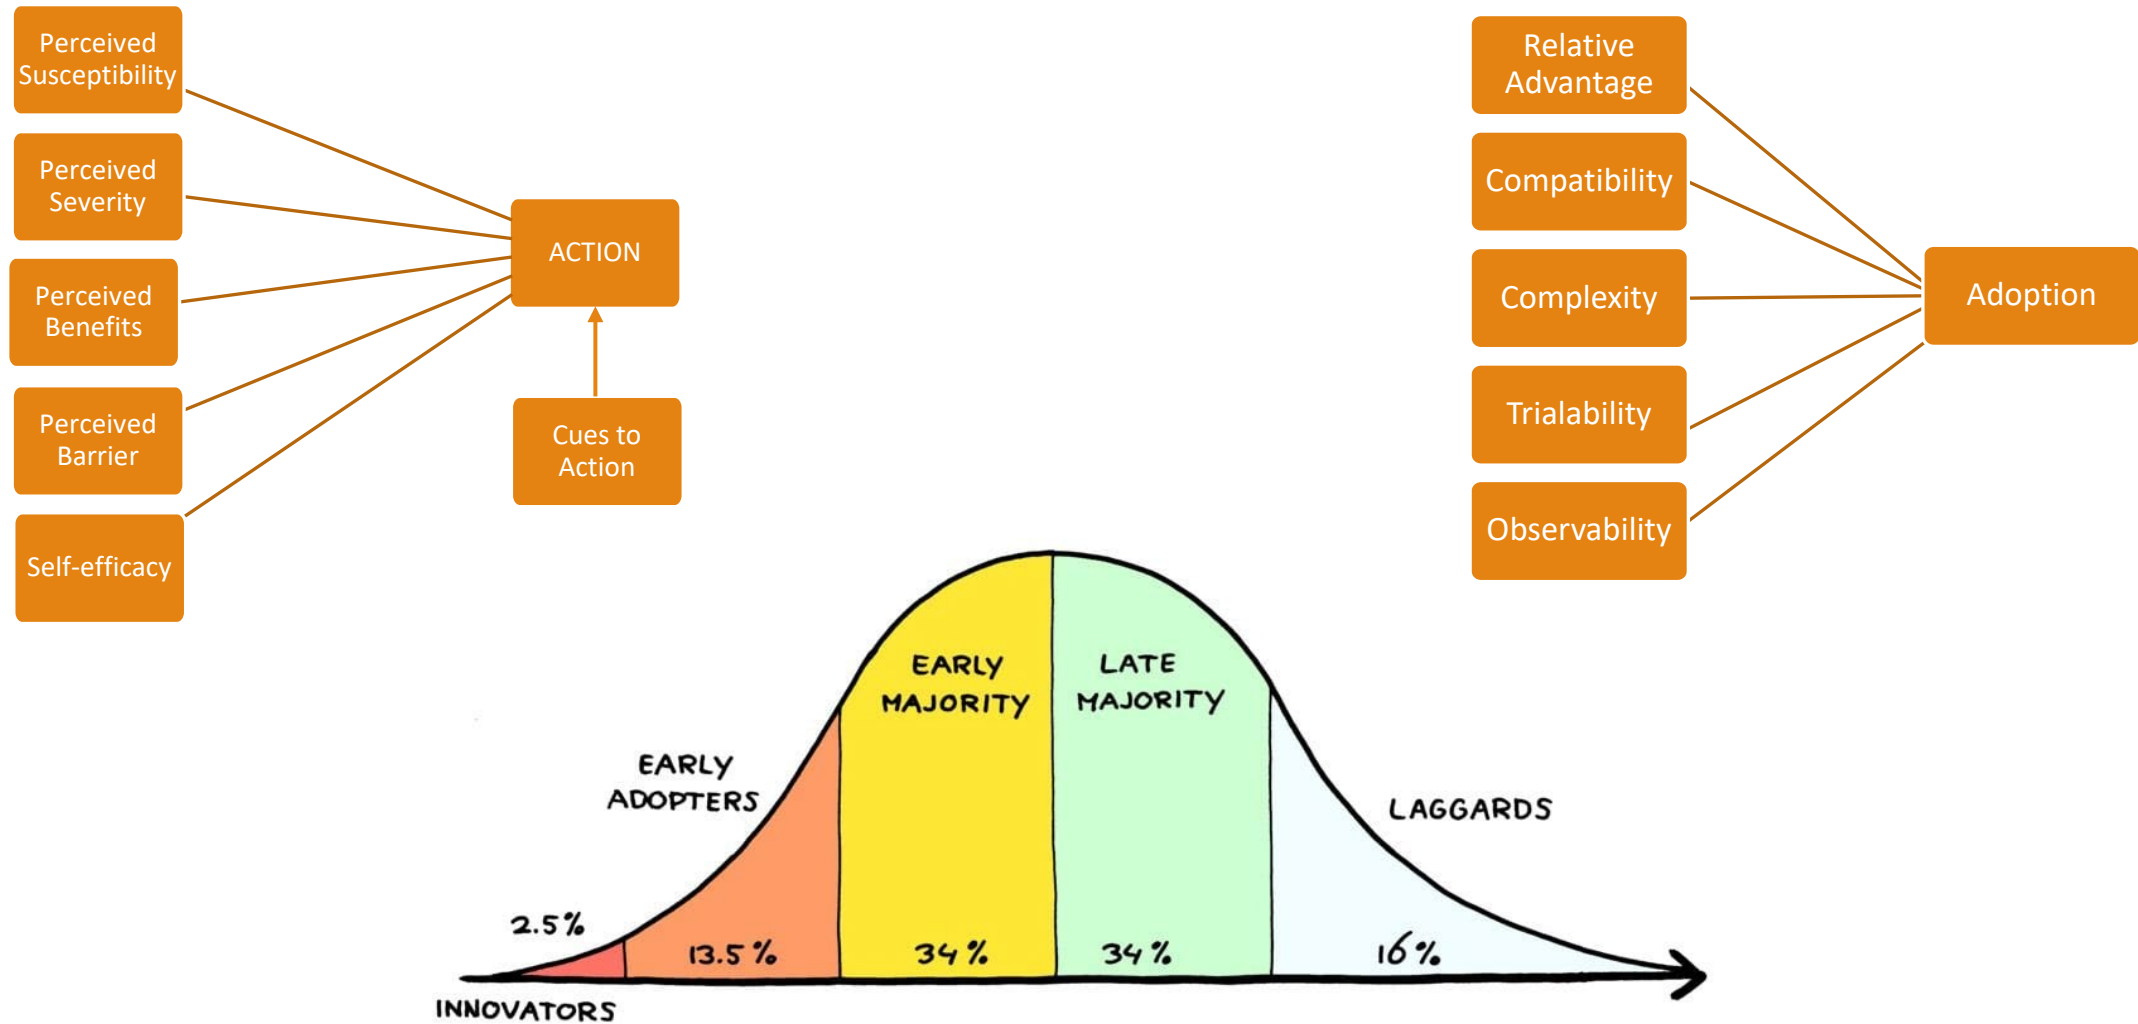 Perceived
Susceptibility
Perceived
Severity
Perceived
Benefits
Perceived
Barrier
Self-efficacy
ACTION
Cues to
Action
Relative
Advantage
Compatibility
Complexity
Trialability
Observability
Adoption
EARLY
MAJORITY
LATE
MAJORITY
EARLY
ADOPTERS
LAGGARDS
2.5%
13.5%
34%
34%
16%
INNOVATORS